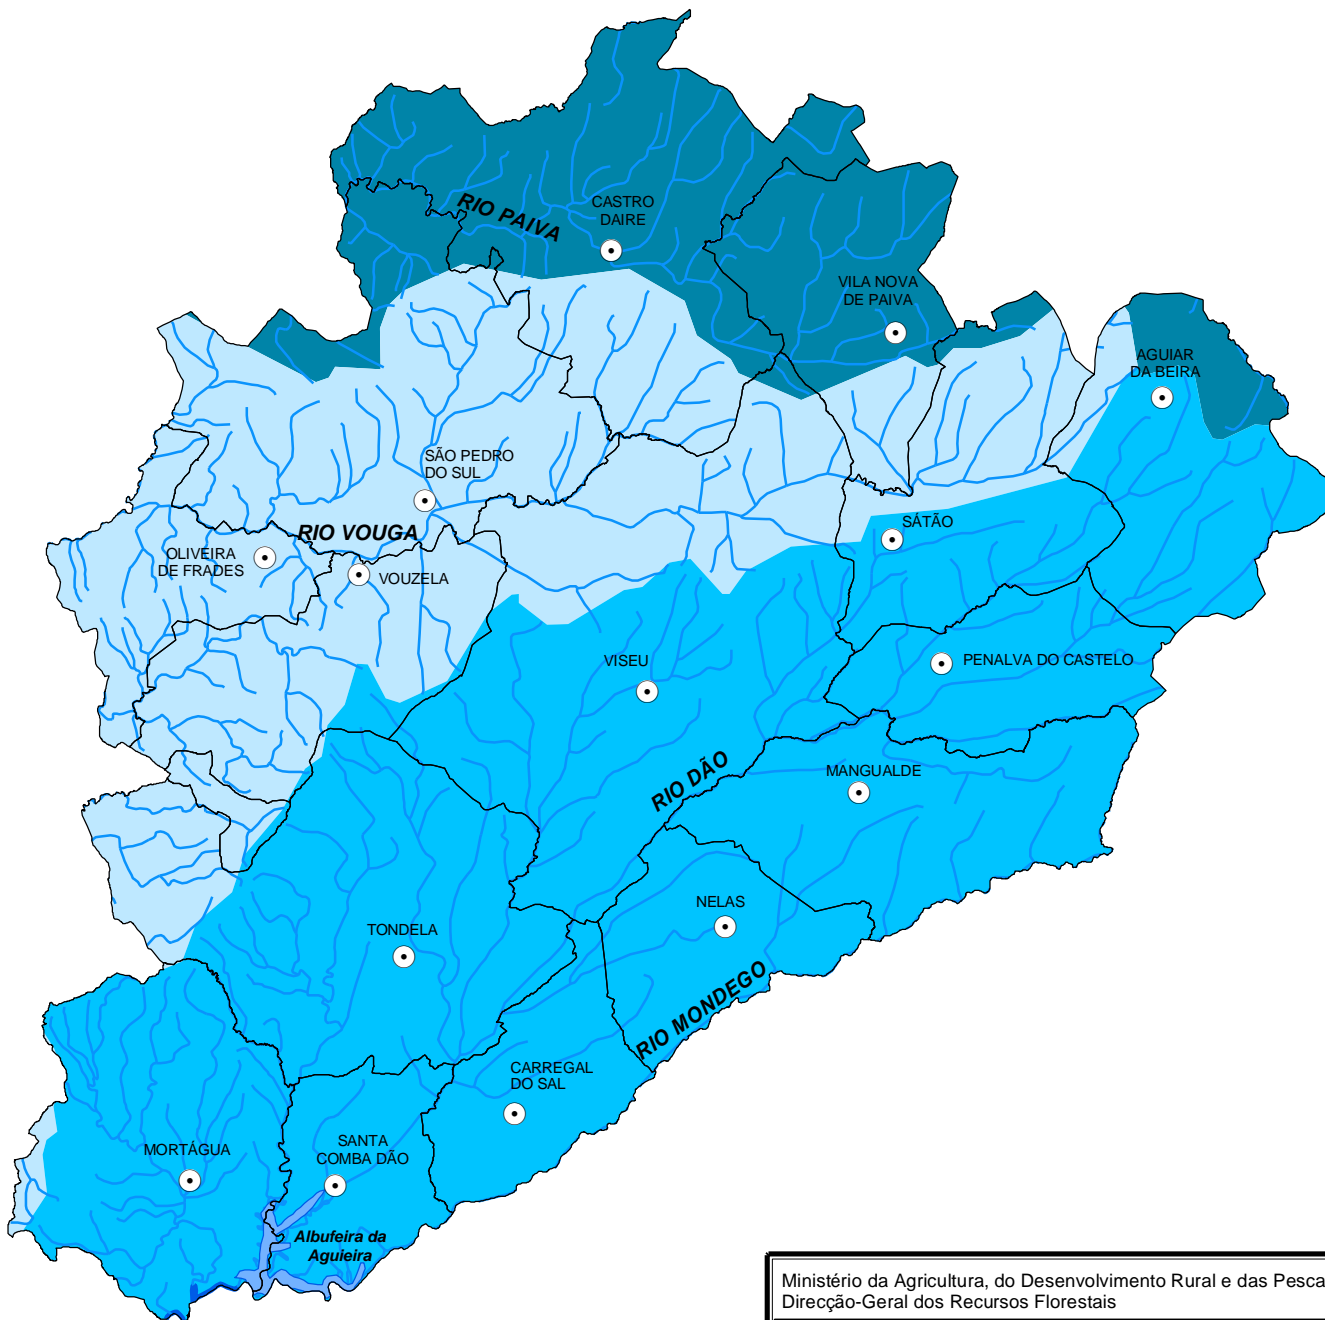 RIO PAIVA
CASTRO
DAIRE
VILA NOVA
DE PAIVA
AGUIAR
DA BEIRA
SÃO PEDRO
DO SUL
RIO VOUGA
SÁTÃO
OLIVEIRA
DE FRADES
VOUZELA
VISEU
PENALVA DO CASTELO
RIO DÃO
MANGUALDE
NELAS
TONDELA
RIO MONDEGO
CARREGAL
DO SAL
MORTÁGUA
SANTA
COMBA DÃO
Albufeira da
Aguieira
Ministério da Agricultura, do Desenvolvimento Rural e das Pesca
Direcção-Geral dos Recursos Florestais